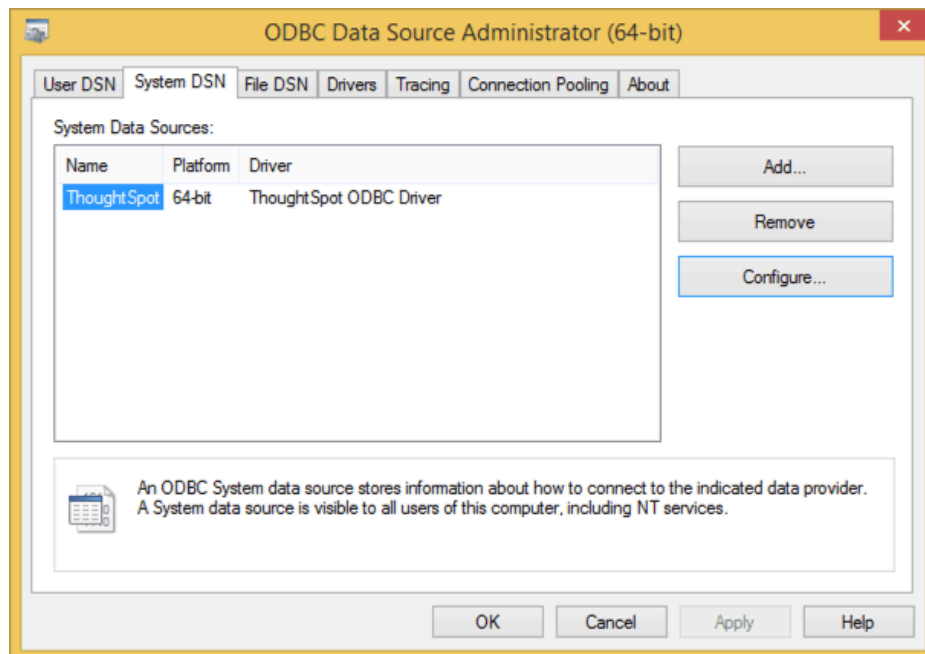 ODBC Data Source Administrator (64-bit)
User DSN System DSN File DSN Drivers Tracing Connection Pooling About
System Data Sources:
Name Platform Driver
ThoughtSpot 64-bit ThoughtSpot ODBC Driver
Add...
Remove
Configure...
An ODBC System data source stores information about how to connect to the indicated data provider.
A System data source is visible to all users of this computer, including NT services.
OK Cancel Apply Help